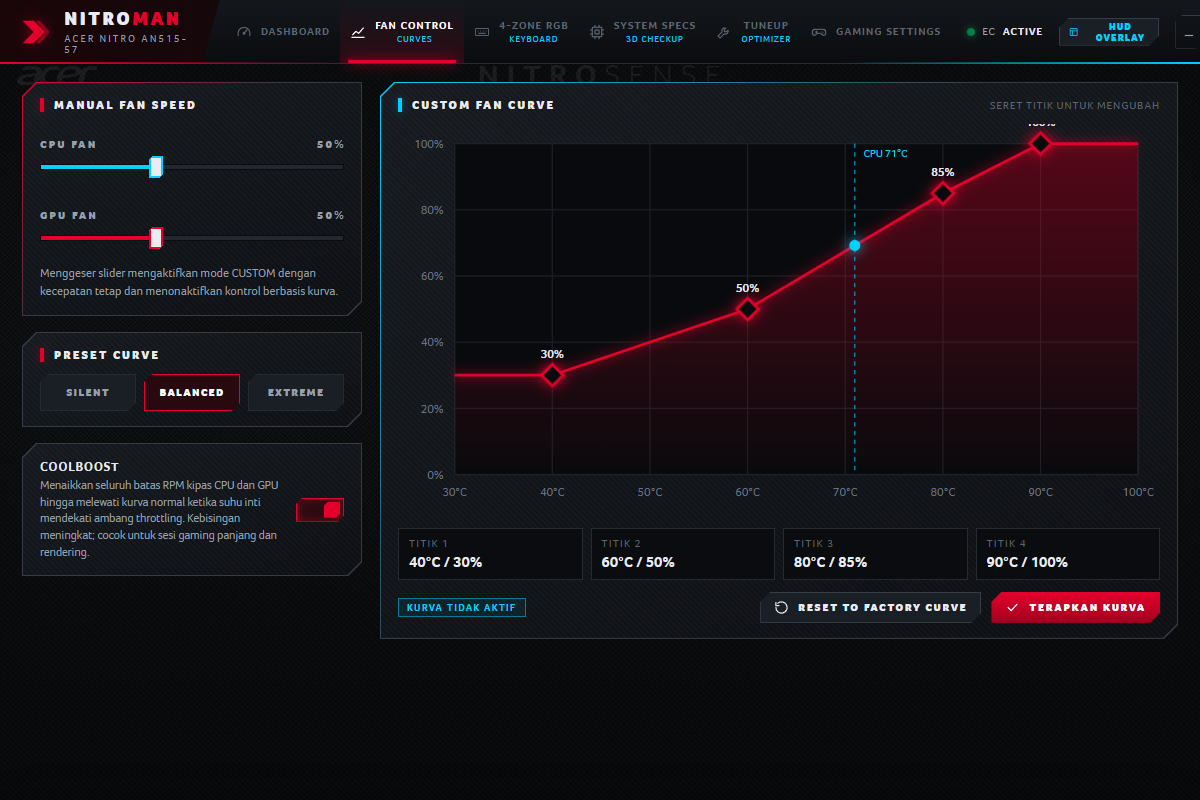 NITROMAN
ACER NITRO AN515-
57
DASHBOARD
FAN CONTROL
CURVES
4-ZONE RGB
KEYBOARD
SYSTEM SPECS
3D CHECKUP
TUNEUP
OPTIMIZER
GAMING SETTINGS
EC ACTIVE
HUD
OVERLAY
acer
NITROSENSE
MANUAL FAN SPEED
CPU FAN 50%
GPU FAN 50%
Menggeser slider mengaktifkan mode CUSTOM dengan
kecepatan tetap dan menonaktifkan kontrol berbasis kurva.
PRESET CURVE
SILENT BALANCED EXTREME
COOLBOOST
Menaikkan seluruh batas RPM kipas CPU dan GPU
hingga melewati kurva normal ketika suhu inti
mendekati ambang throttling. Kebisingan
meningkat; cocok untuk sesi gaming panjang dan
rendering.
CUSTOM FAN CURVE
SERET TITIK UNTUK MENGUBAH
100%
100%
CPU 71°C
85%
80%
60%
50%
40%
30%
20%
0%
30°C 40°C 50°C 60°C 70°C 80°C 90°C 100°C
TITIK 1
40°C / 30%
TITIK 2
60°C / 50%
TITIK 3
80°C / 85%
TITIK 4
90°C / 100%
KURVA TIDAK AKTIF
RESET TO FACTORY CURVE
TERAPKAN KURVA